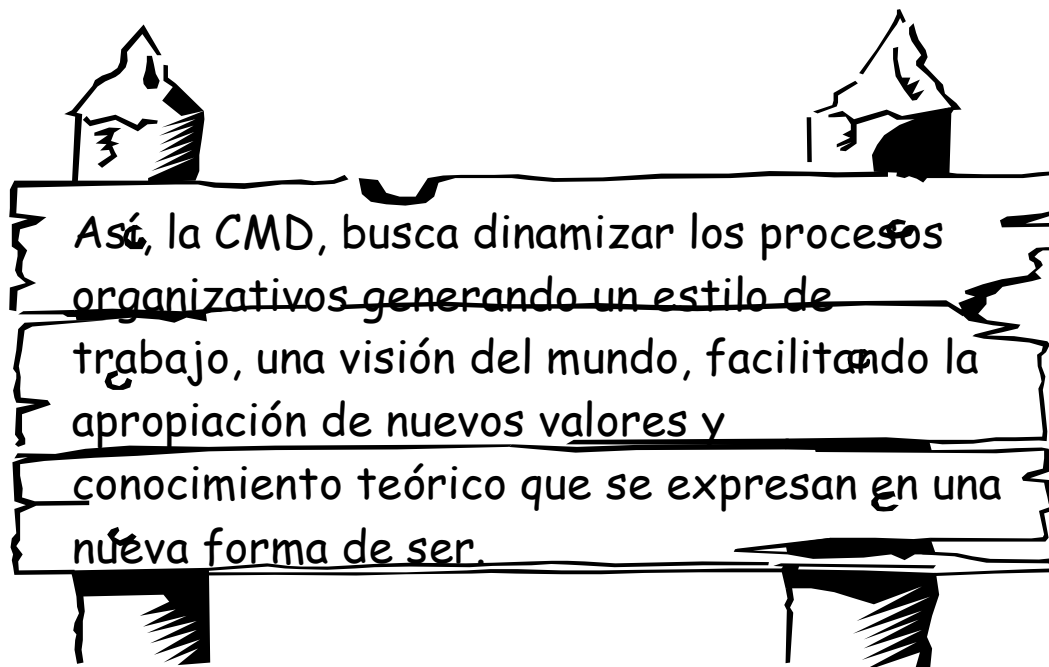 Así, la CMD, busca dinamizar los procesos
organizativos generando un estilo de
trabajo, una visión del mundo, facilitando la
apropiación de nuevos valores y
conocimiento teórico que se expresan en una
nueva forma de ser.